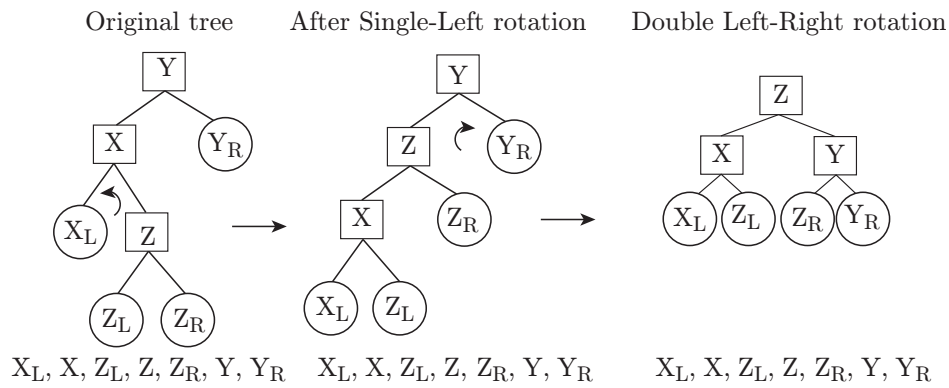 Original tree
After Single-Left rotation
Double Left-Right rotation
Y
X
Y_R
X_L
Z
Z_L
Z_R
Y
Z
Y_R
X
Z_R
X_L
Z_L
Z
X
Y
X_L
Z_L
Z_R
Y_R
X_L, X, Z_L, Z, Z_R, Y, Y_R
X_L, X, Z_L, Z, Z_R, Y, Y_R
X_L, X, Z_L, Z, Z_R, Y, Y_R